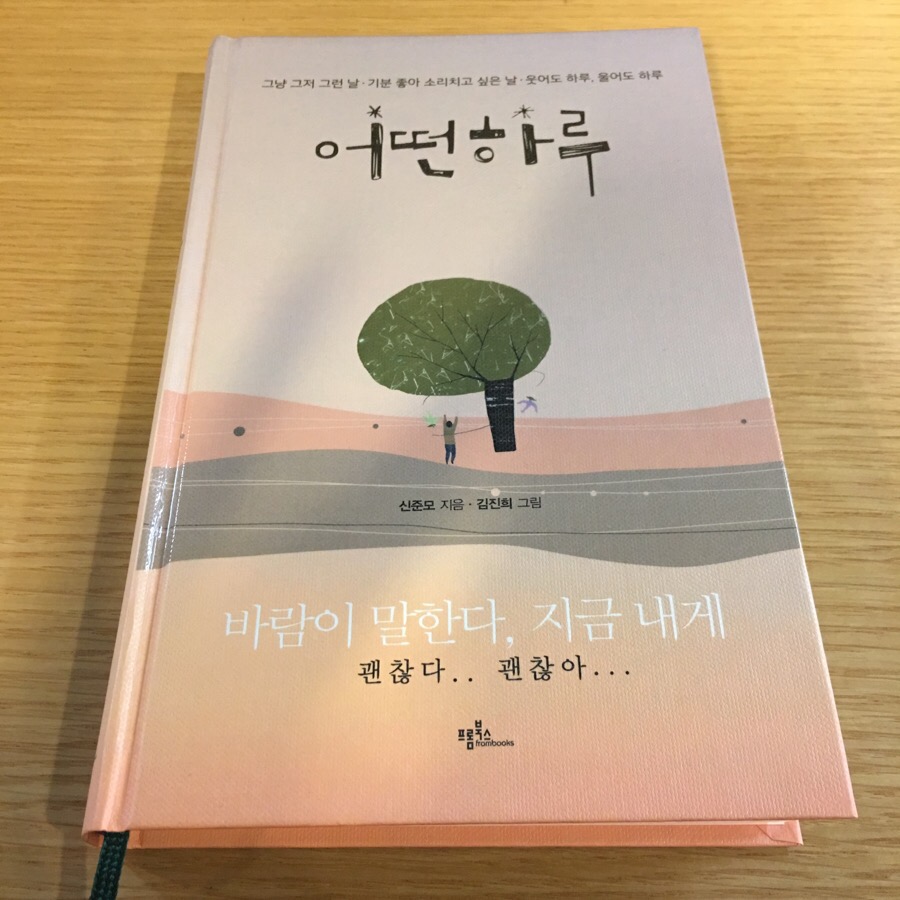 그냥 그저 그런 날 · 기분 좋아 소리치고 싶은 날 · 웃어도 하루, 울어도 하루
어떤하루
신준모 지음 · 김진희 그림
바람이 말한다, 지금 내게
괜찮다.. 괜찮아...
프롬북스
frombooks